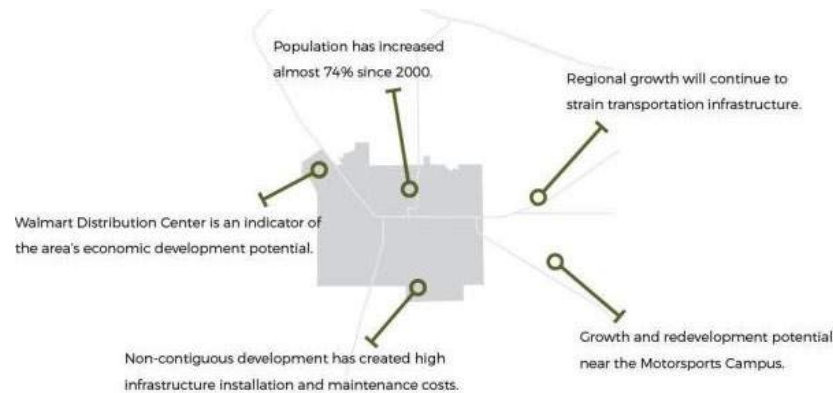 Population has increased
almost 74% since 2000.
Regional growth will continue to
strain transportation infrastructure.
Walmart Distribution Center is an indicator of
the area's economic development potential.
Growth and redevelopment potential
near the Motorsports Campus.
Non-contiguous development has created high
infrastructure installation and maintenance costs.